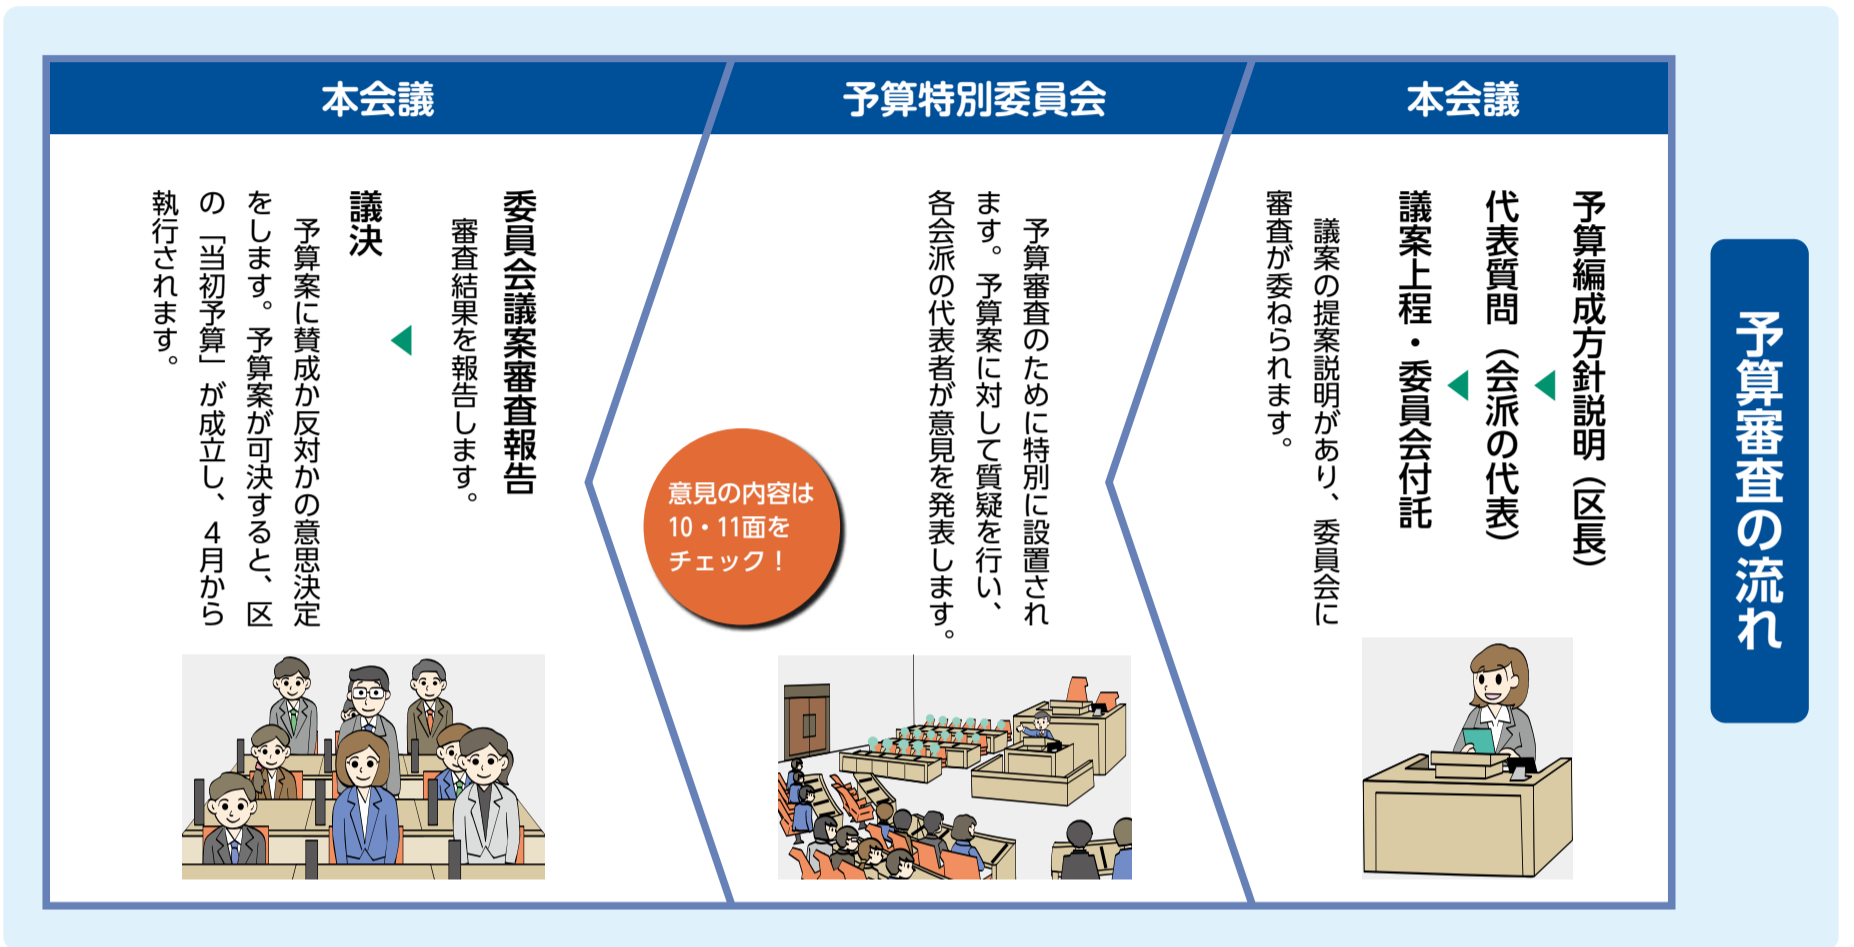 予算審査の流れ
本会議
予算編成方針説明（区長）
代表質問（会派の代表）
議案上程・委員会付託
議案の提案説明があり、委員会に
審査が委ねられます。
予算特別委員会
予算審査のために特別に設置され
ます。予算案に対して質疑を行い、
各会派の代表者が意見を発表します。
意見の内容は
10・11面を
チェック！
本会議
委員会議案審査報告
審査結果を報告します。
議決
予算案に賛成か反対かの意思決定
をします。予算案が可決すると、区
の「当初予算」が成立し、４月から
執行されます。